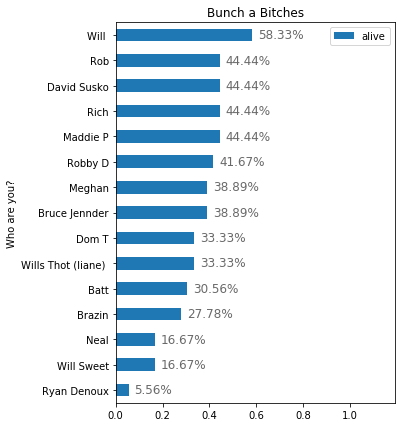 Bunch a Bitches
alive
Who are you?
Will 58.33%
Rob 44.44%
David Susko 44.44%
Rich 44.44%
Maddie P 44.44%
Robby D 41.67%
Meghan 38.89%
Bruce Jennder 38.89%
Dom T 33.33%
Wills Thot (liane) 33.33%
Batt 30.56%
Brazin 27.78%
Neal 16.67%
Will Sweet 16.67%
Ryan Denoux 5.56%
0.0 0.2 0.4 0.6 0.8 1.0